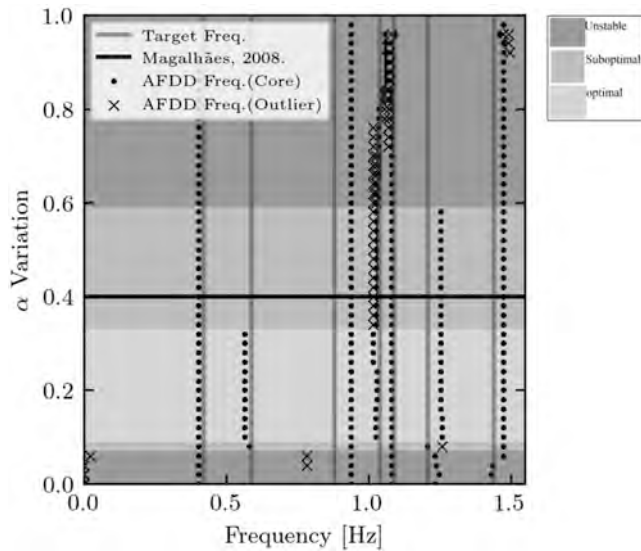 Target Freq.
Magalhães, 2008.
AFDD Freq.(Core)
AFDD Freq.(Outlier)
Unstable
Suboptimal
optimal
1.0
0.8
0.6
0.4
0.2
0.0
α Variation
0.0 0.5 1.0 1.5
Frequency [Hz]